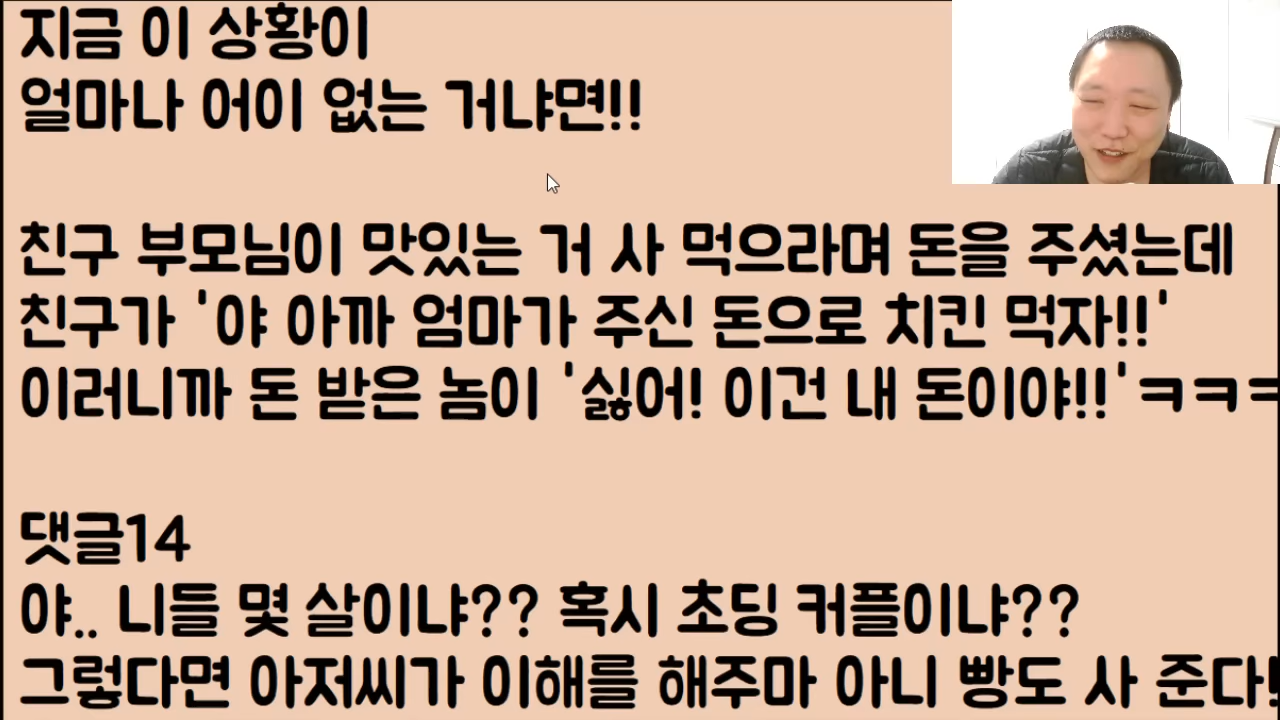 지금 이 상황이
얼마나 어이 없는 거냐면!!
친구 부모님이 맛있는 거 사 먹으라며 돈을 주셨는데
친구가 '야 아까 엄마가 주신 돈으로 치킨 먹자!!'
이러니까 돈 받은 놈이 '싫어! 이건 내 돈이야!!'ㅋㅋㅋ
댓글14
야.. 니들 몇 살이냐?? 혹시 초딩 커플이냐??
그렇다면 아저씨가 이해를 해주마 아니 빵도 사 준다!